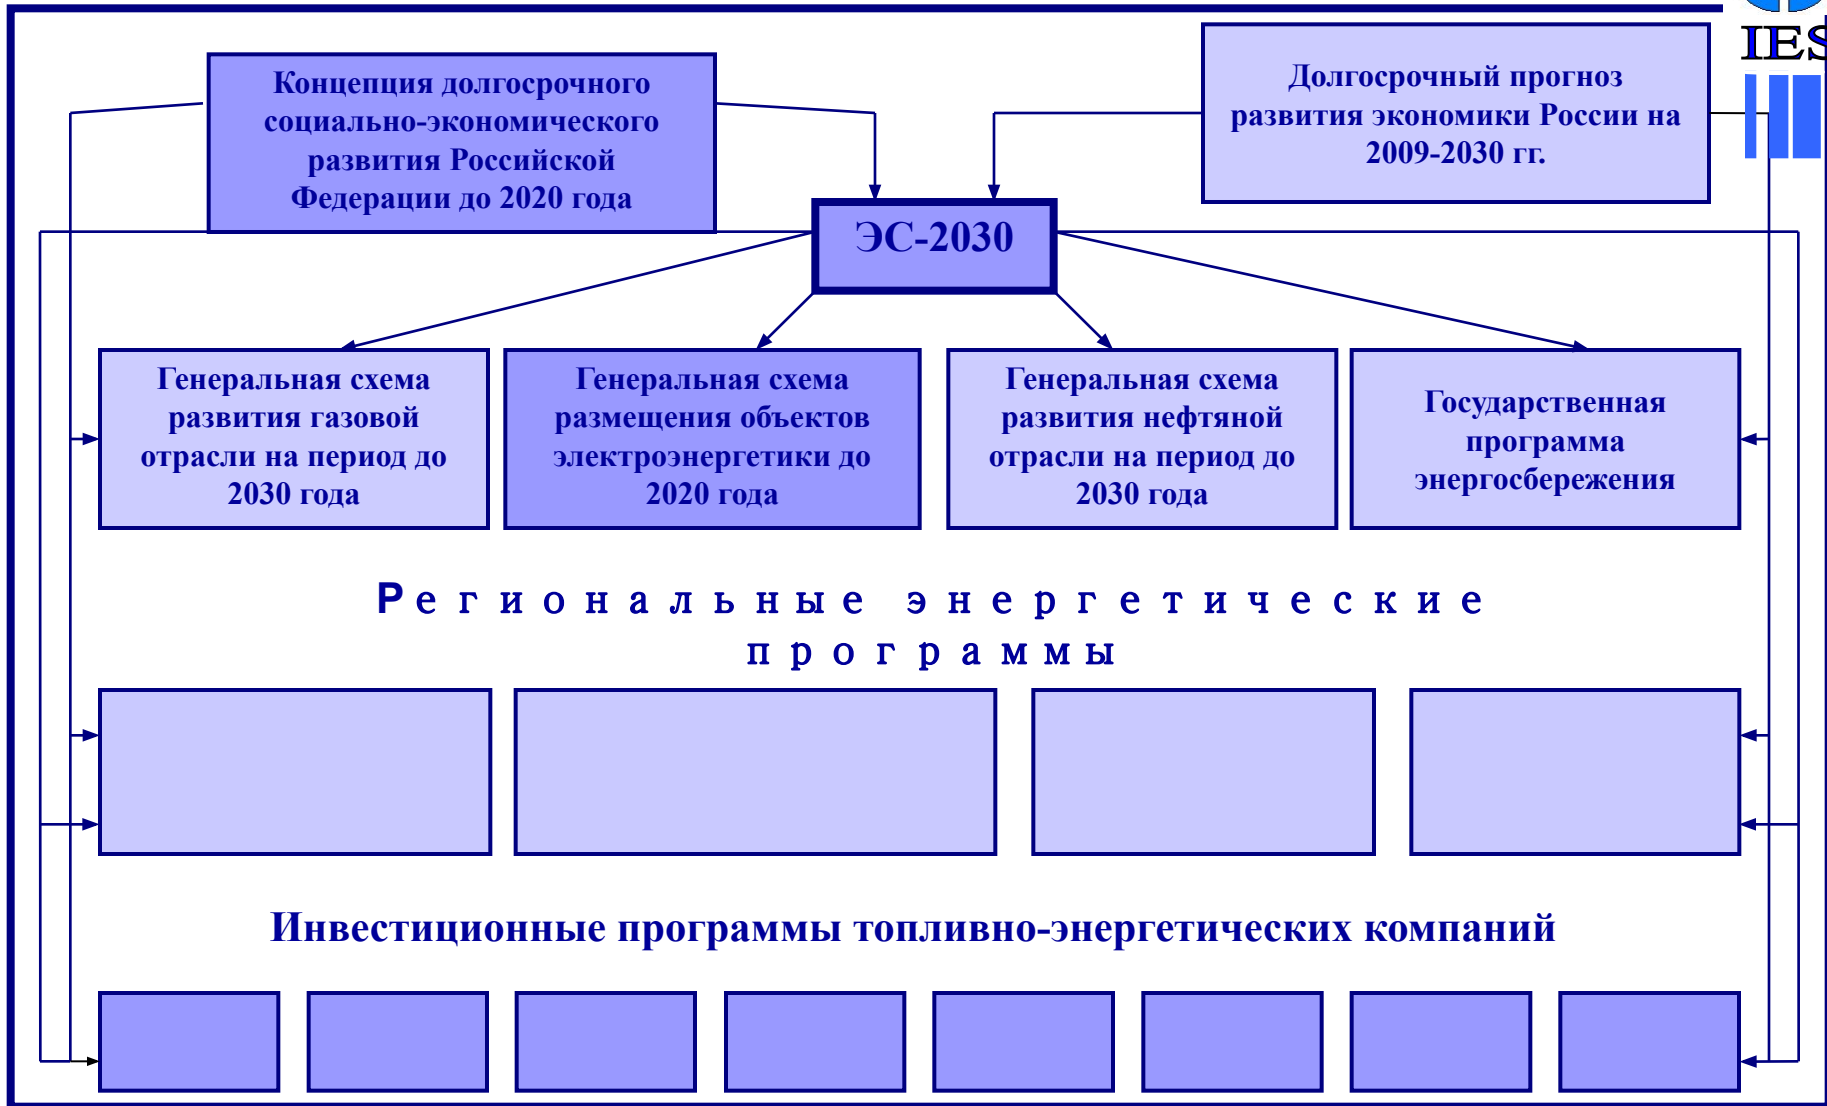 IES
Концепция долгосрочного
социально-экономического
развития Российской
Федерации до 2020 года
Долгосрочный прогноз
развития экономики России на
2009-2030 гг.
ЭС-2030
Генеральная схема
развития газовой
отрасли на период до
2030 года
Генеральная схема
размещения объектов
электроэнергетики до
2020 года
Генеральная схема
развития нефтяной
отрасли на период до
2030 года
Государственная
программа
энергосбережения
Региональные энергетические
программы
Инвестиционные программы топливно-энергетических компаний